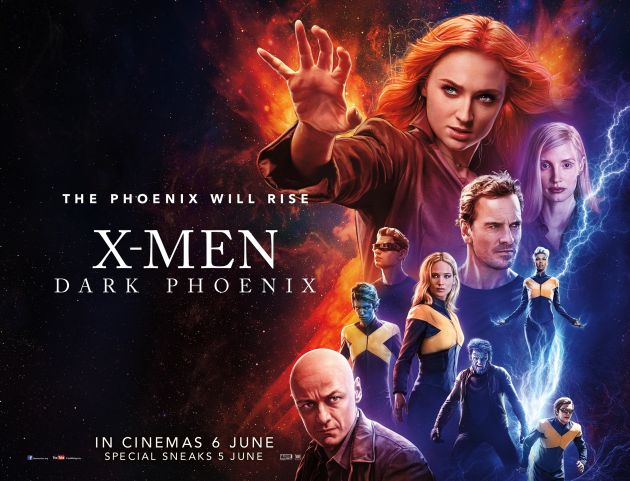 THE PHOENIX WILL RISE
X-MEN
DARK PHOENIX
IN CINEMAS 6 JUNE
SPECIAL SNEAKS 5 JUNE